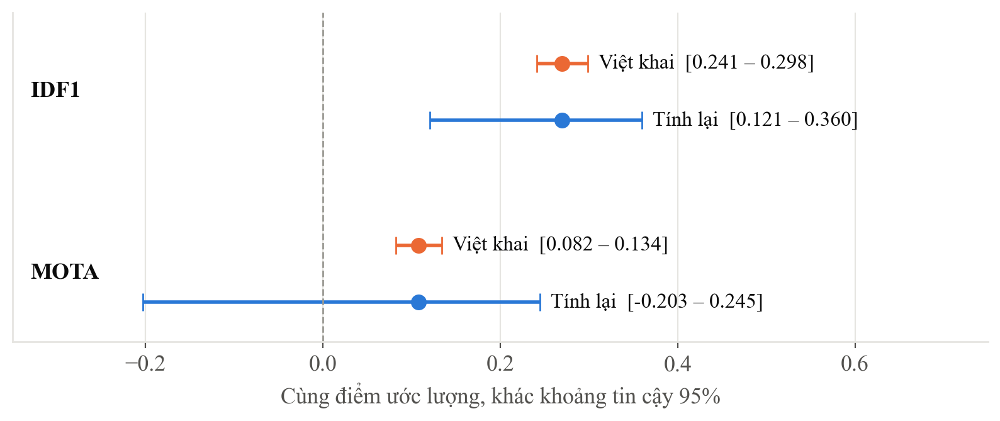 Việt khai [0.241 – 0.298]
IDF1
Tính lại [0.121 – 0.360]
Việt khai [0.082 – 0.134]
MOTA
Tính lại [-0.203 – 0.245]
−0.2 0.0 0.2 0.4 0.6
Cùng điểm ước lượng, khác khoảng tin cậy 95%